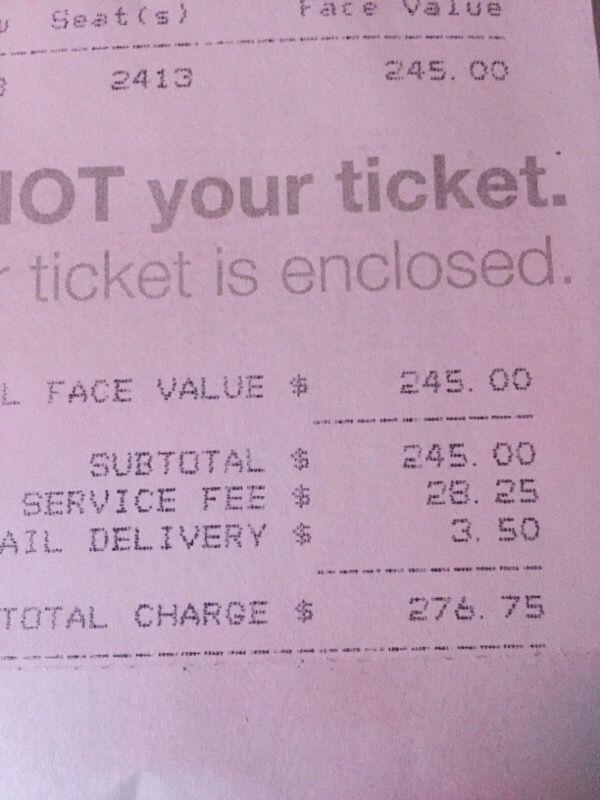 Seat(s) Face Value
2413 245.00
NOT your ticket.
r ticket is enclosed.
L FACE VALUE $ 245.00
SUBTOTAL $ 245.00
SERVICE FEE $ 28.25
AIL DELIVERY $ 3.50
TOTAL CHARGE $ 276.75